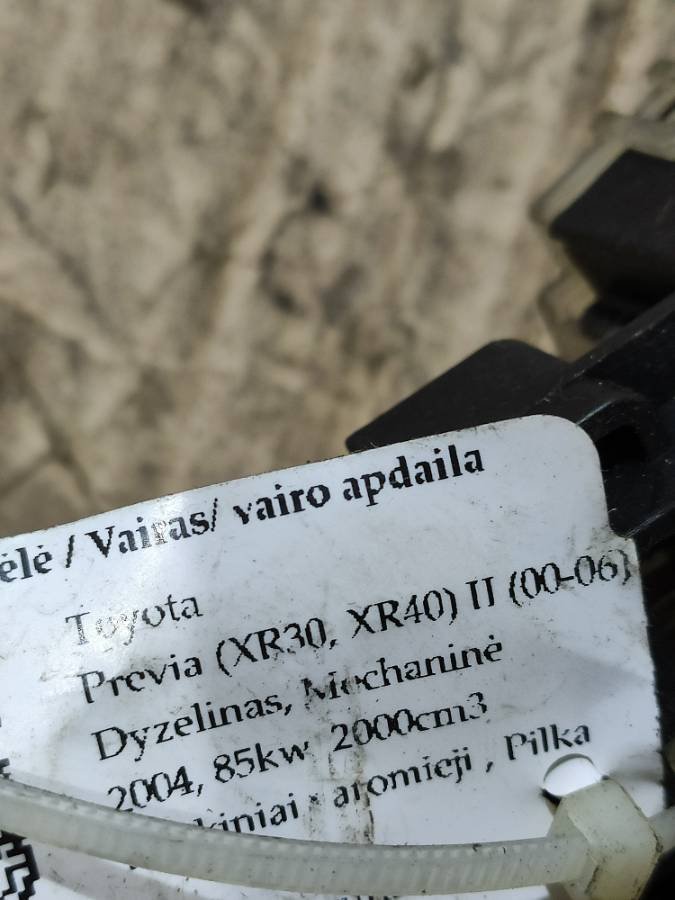 ėlė / Vairas/ vairo apdaila
Toyota
Previa (XR30, XR40) II (00-06)
Dyzelinas, Mechaninė
2004, 85kw, 2000cm3
, Pilka